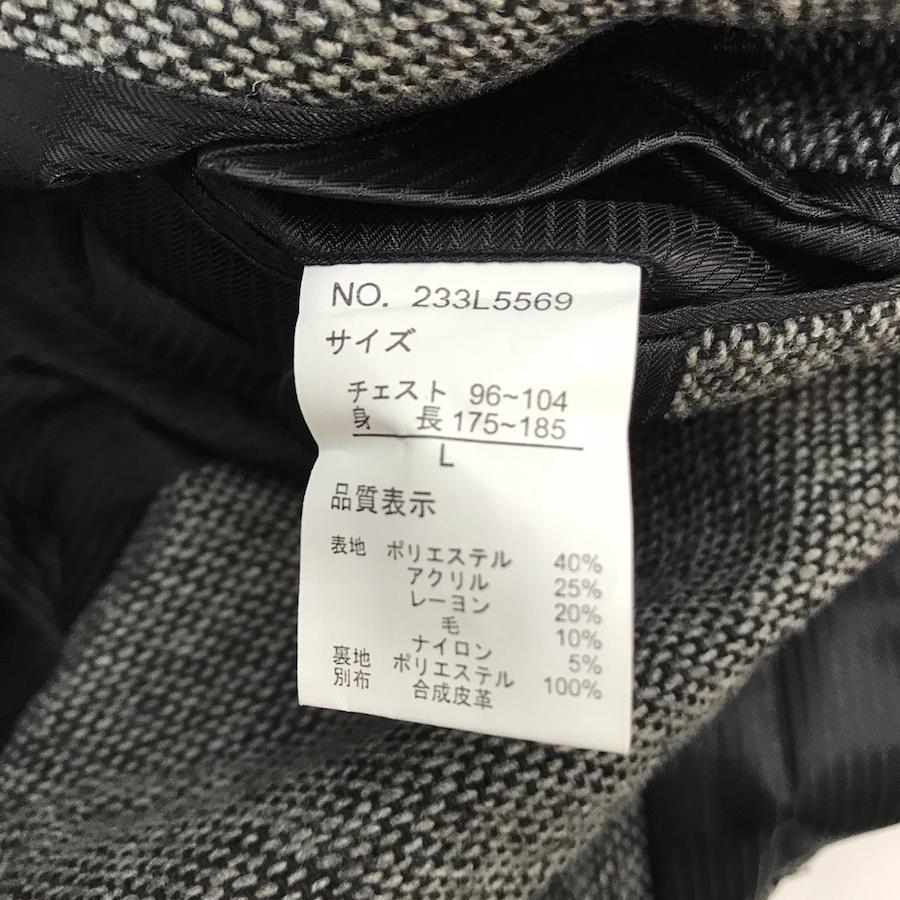 NO. 233L5569
サイズ
チェスト 96~104
身 長 175~185
L
品質表示
表地 ポリエステル 40%
アクリル 25%
レーヨン 20%
毛 10%
ナイロン 5%
裏地 ポリエステル 100%
別布 合成皮革